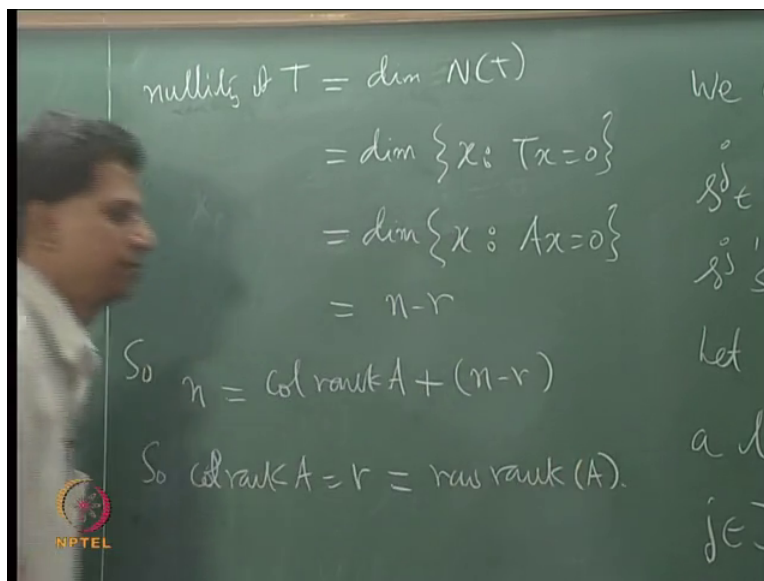 nullity of T = dim N(T)
= dim {x : Tx=0}
= dim {x : Ax=0}
= n-r
So n = col rank A + (n-r)
So col rank A = r = row rank (A).
We
s^j t
s^j's
Let
a l
j∈J
NPTEL